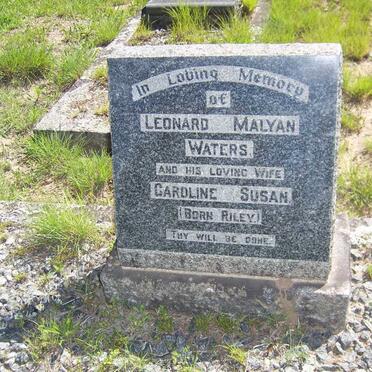 In Loving Memory
OF
LEONARD MALYAN
WATERS
AND HIS LOVING WIFE
CAROLINE SUSAN
(BORN RILEY)
THY WILL BE DONE.